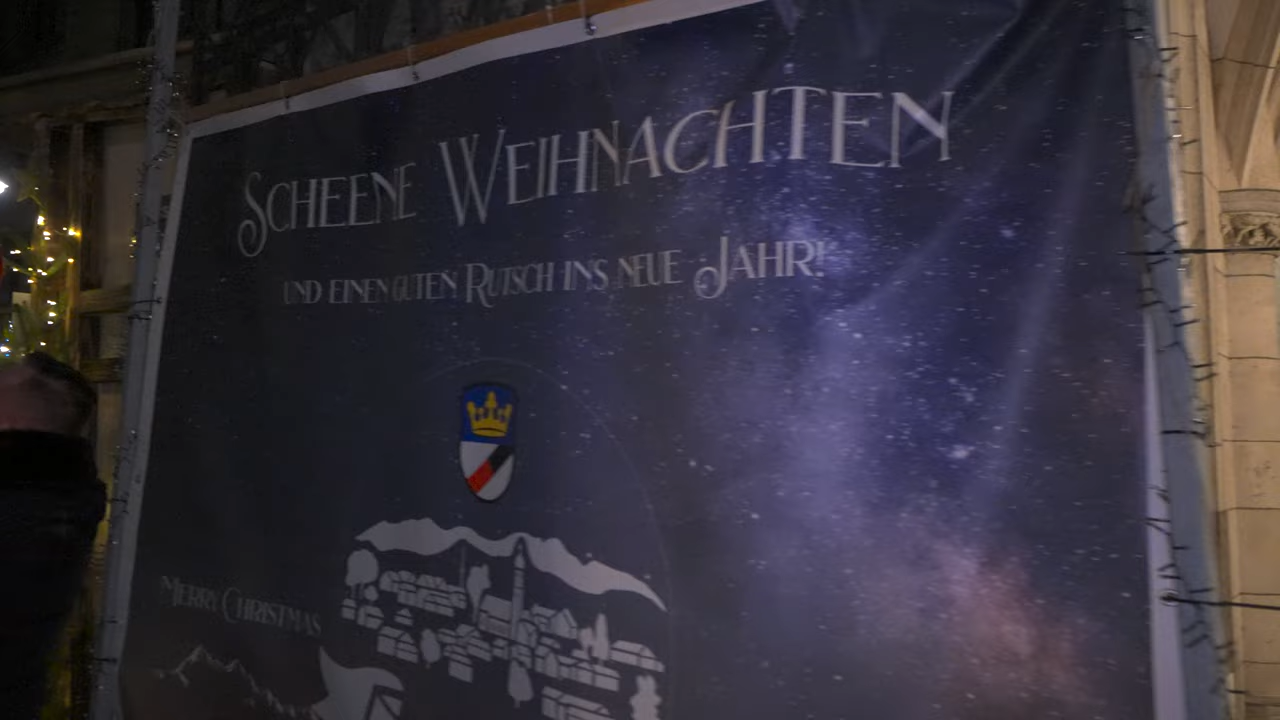 SCHEENE WEIHNACHTEN
UND EINEN GUTEN RUTSCH INS NEUE JAHR!
MERRY CHRISTMAS